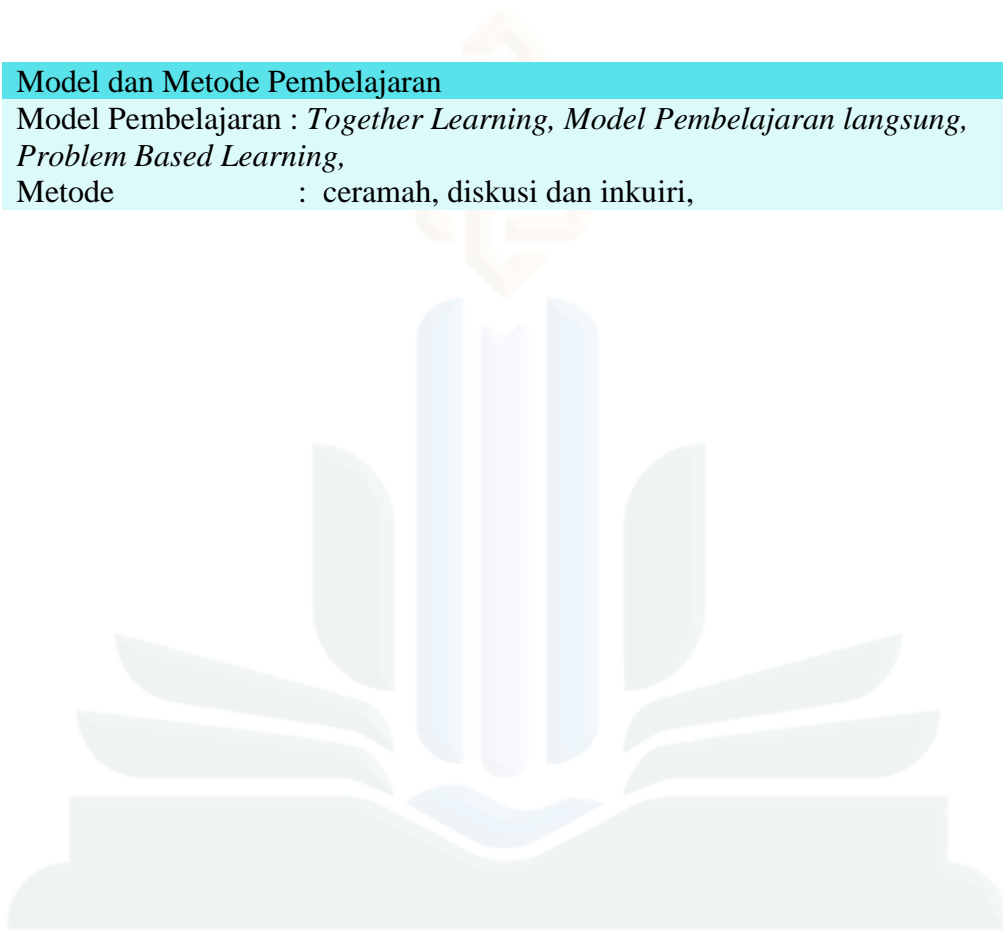 Model dan Metode Pembelajaran
Model Pembelajaran : Together Learning, Model Pembelajaran langsung,
Problem Based Learning,
Metode : ceramah, diskusi dan inkuiri,